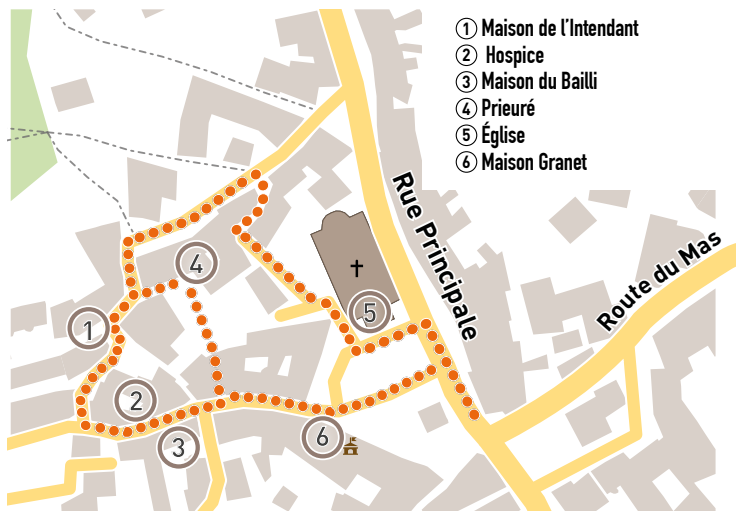 ① Maison de l'Intendant
② Hospice
③ Maison du Bailli
④ Prieuré
⑤ Église
⑥ Maison Granet
Rue Principale
Route du Mas
4
5
1
2
3
6